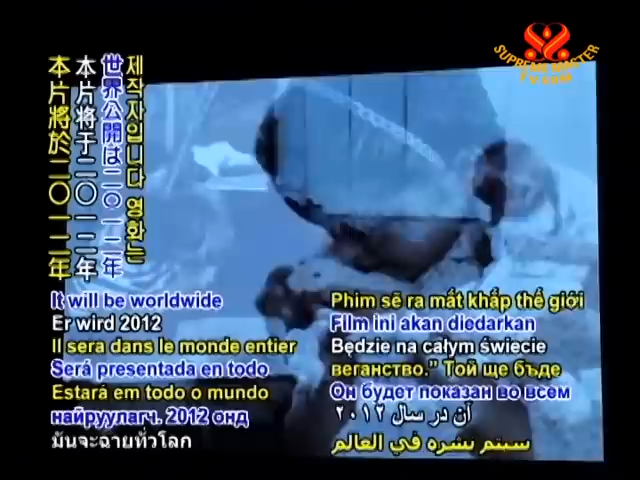 SUPREME MASTER
TV.COM
제작사입니다 영화는
世界公開は二〇一二年
本片将于二〇一二年
本片將於二〇一二年
It will be worldwide
Er wird 2012
Il sera dans le monde entier
Será presentada en todo
Estará em todo o mundo
найруулагч. 2012 онд
มันจะฉายทั่วโลก
Phim sẽ ra mắt khắp thế giới
Film ini akan diedarkan
Będzie na całym świecie
веганство." Той ще бъде
Он будет показан во всем
آن در سال ۲۰۱۲
سيتم نشره في العالم